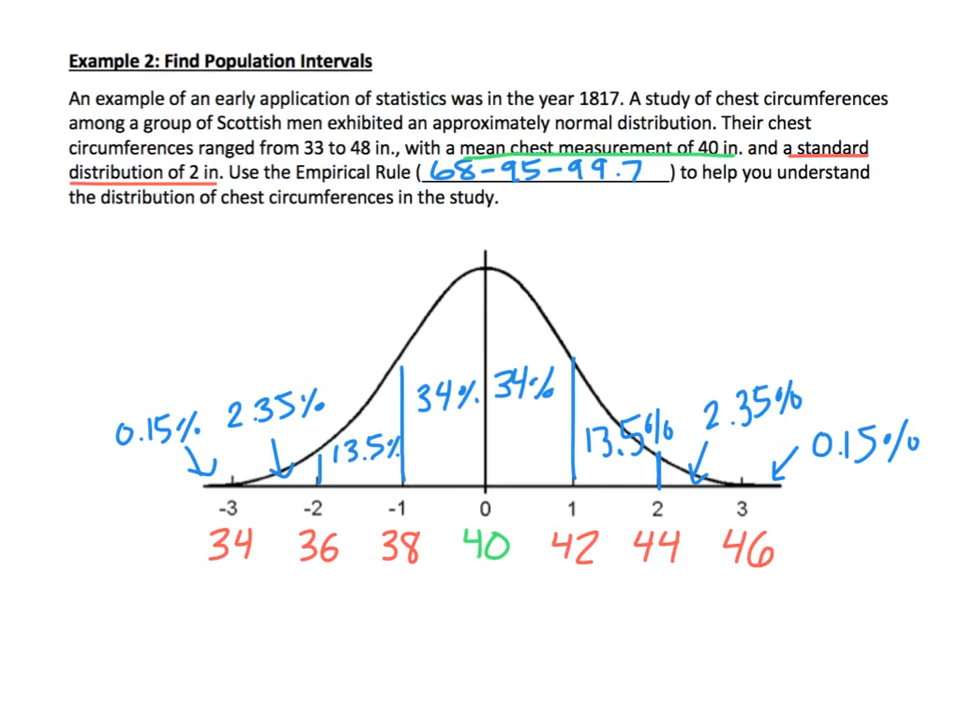 Example 2: Find Population Intervals
An example of an early application of statistics was in the year 1817. A study of chest circumferences
among a group of Scottish men exhibited an approximately normal distribution. Their chest
circumferences ranged from 33 to 48 in., with a mean chest measurement of 40 in. and a standard
distribution of 2 in. Use the Empirical Rule (68-95-99.7) to help you understand
the distribution of chest circumferences in the study.
0.15% 2.35% 13.5% 34% 34% 13.5% 2.35% 0.15%
-3 -2 -1 0 1 2 3
34 36 38 40 42 44 46